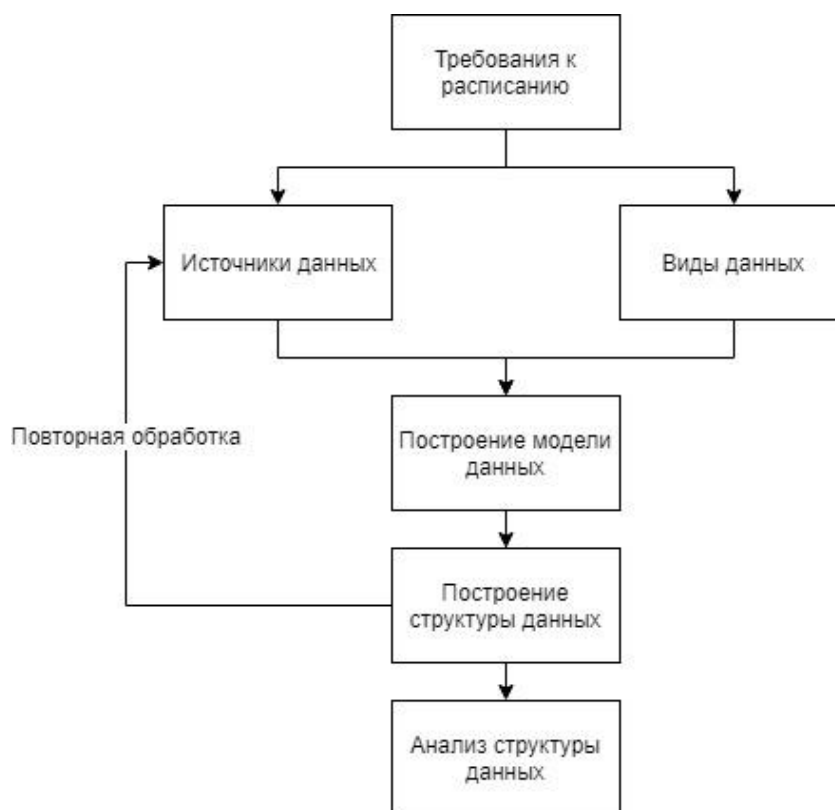 Требования к
расписанию
Источники данных
Виды данных
Повторная обработка
Построение модели
данных
Построение
структуры данных
Анализ структуры
данных